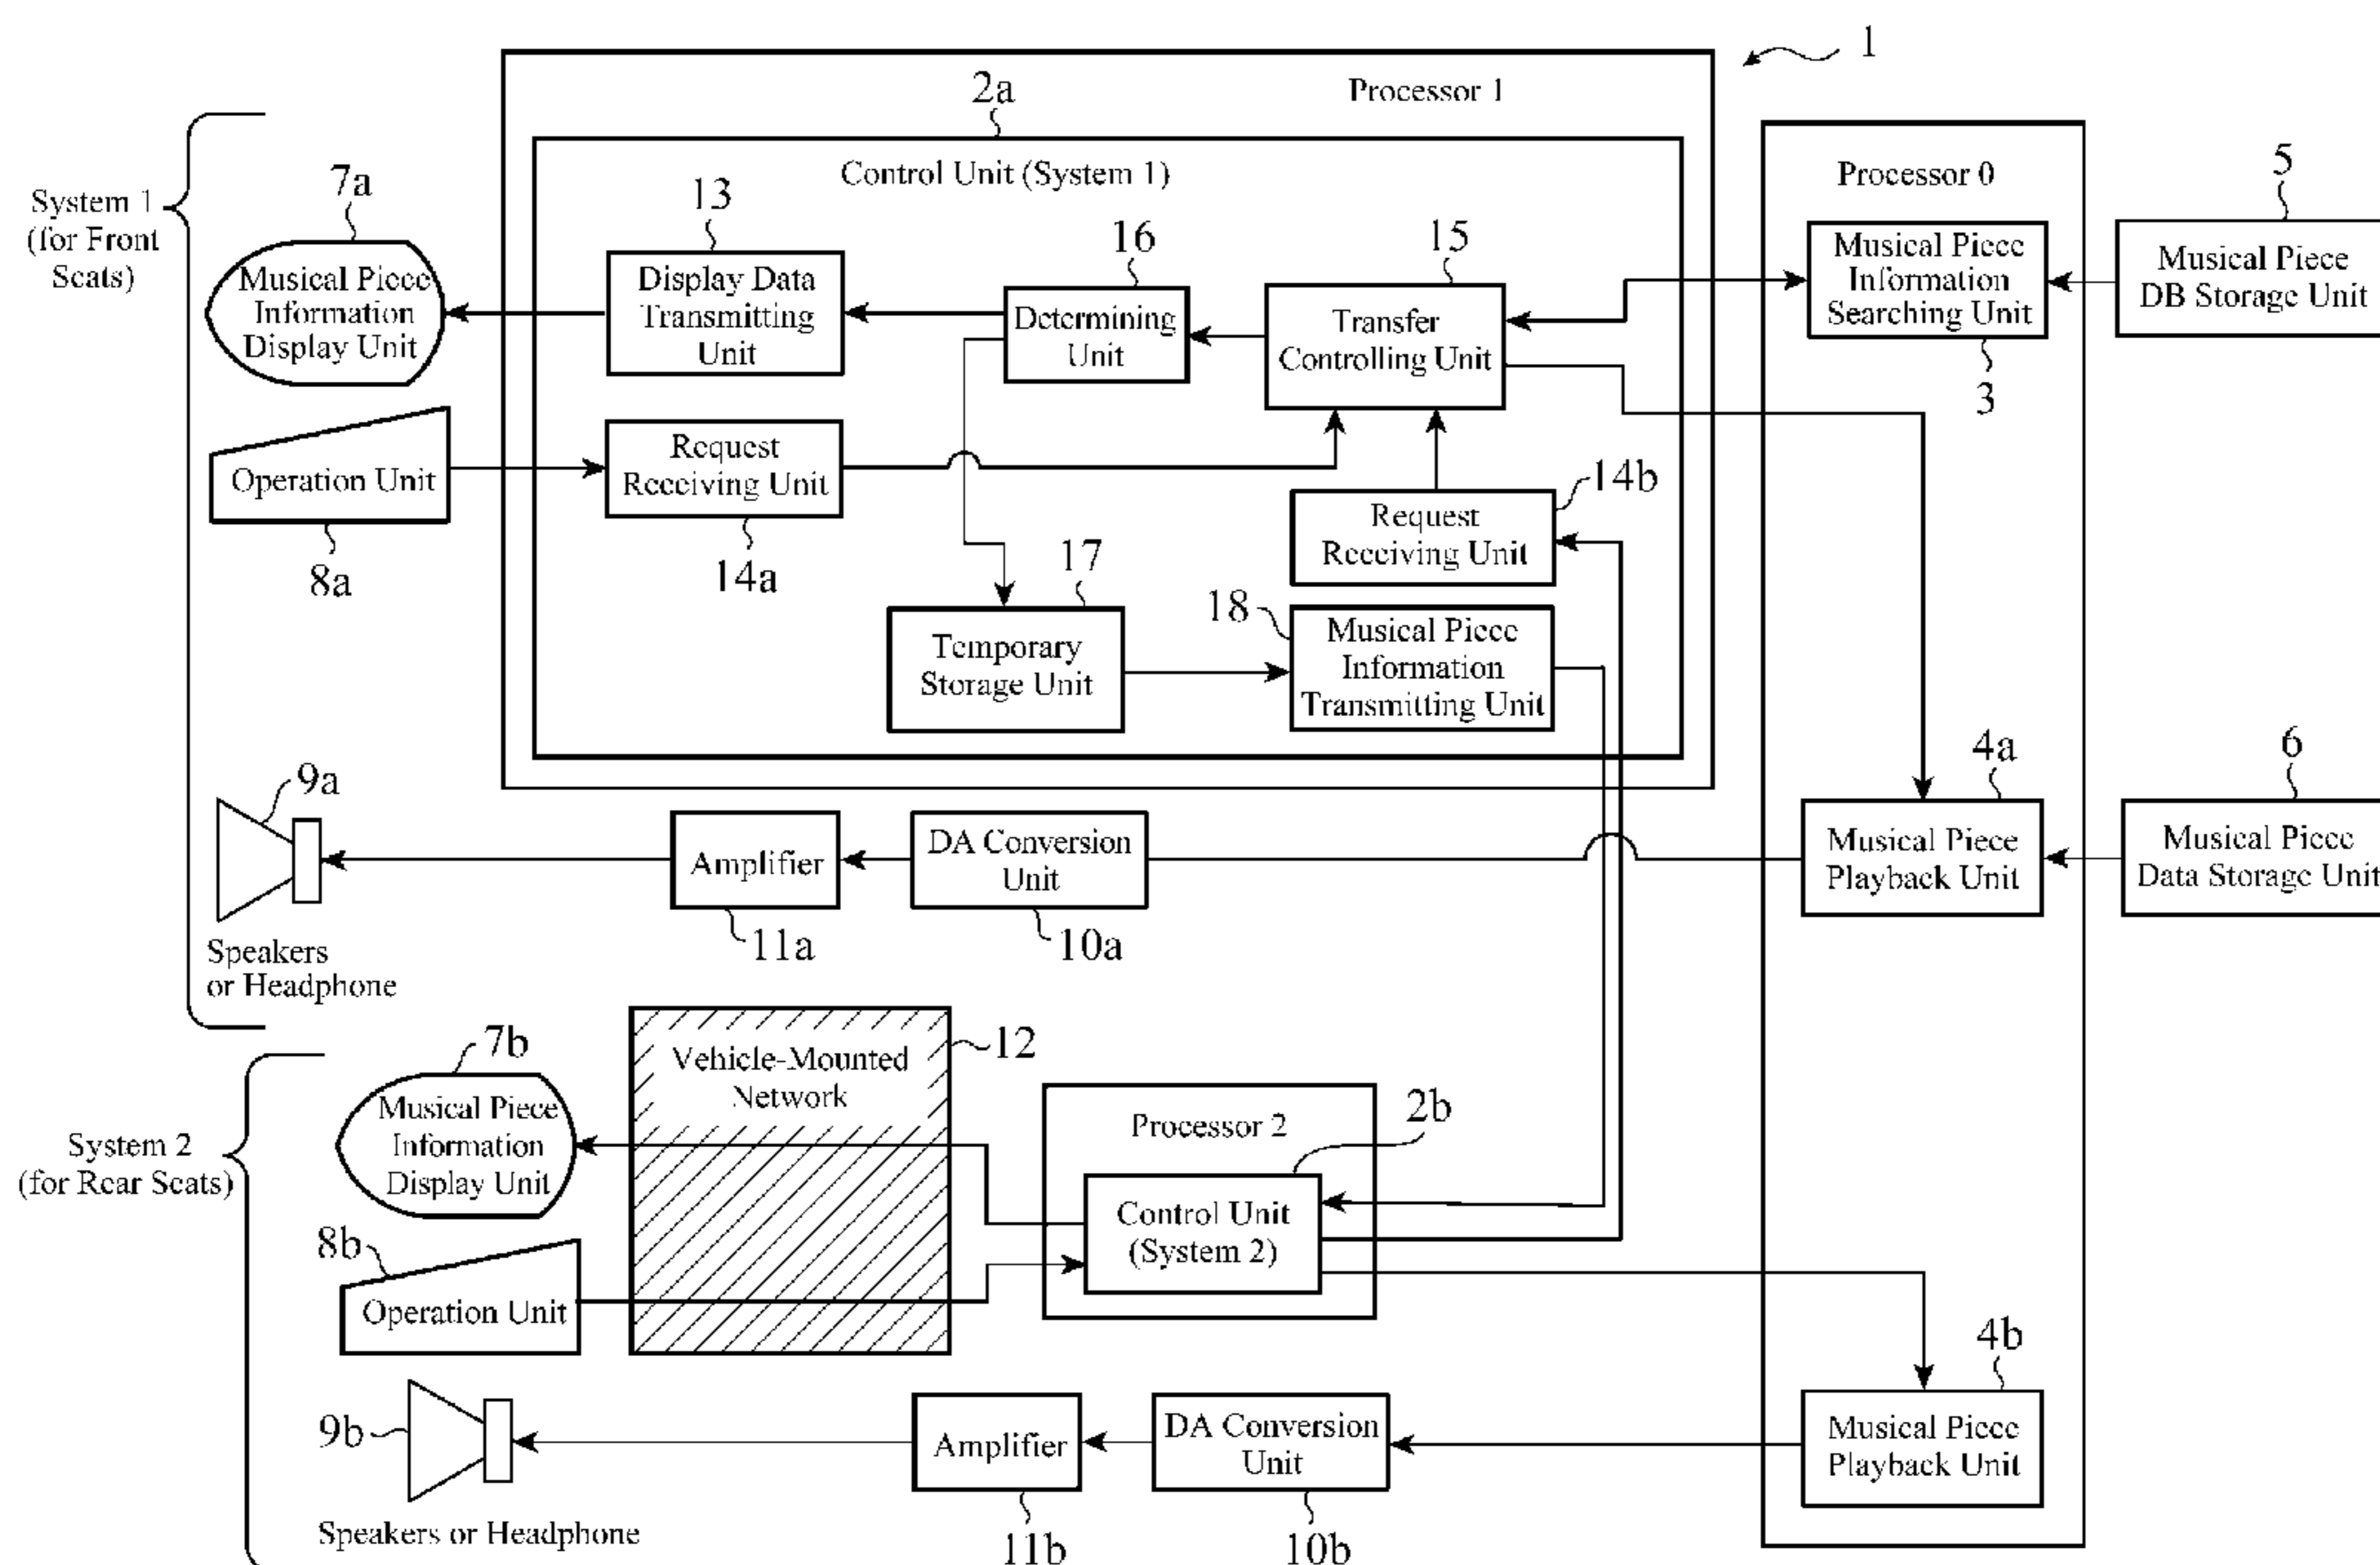 1
Processor 1
2a
Control Unit (System 1)
System 1
(for Front
Seats)
7a
Musical Piece
Information
Display Unit
13
Display Data
Transmitting
Unit
16
Determining
Unit
15
Transfer
Controlling Unit
Processor 0
Musical Piece
Information
Searching Unit
3
5
Musical Piece
DB Storage Unit
Operation Unit
8a
Request
Receiving Unit
14a
14b
Request
Receiving Unit
17
Temporary
Storage Unit
18
Musical Piece
Information
Transmitting Unit
9a
Speakers
or Headphone
Amplifier
11a
DA Conversion
Unit
10a
4a
Musical Piece
Playback Unit
6
Musical Piece
Data Storage Unit
System 2
(for Rear Seats)
7b
Musical Piece
Information
Display Unit
Vehicle-Mounted
Network
12
Processor 2
2b
Control Unit
(System 2)
8b
Operation Unit
9b
Speakers or Headphone
Amplifier
11b
DA Conversion
Unit
10b
4b
Musical Piece
Playback Unit